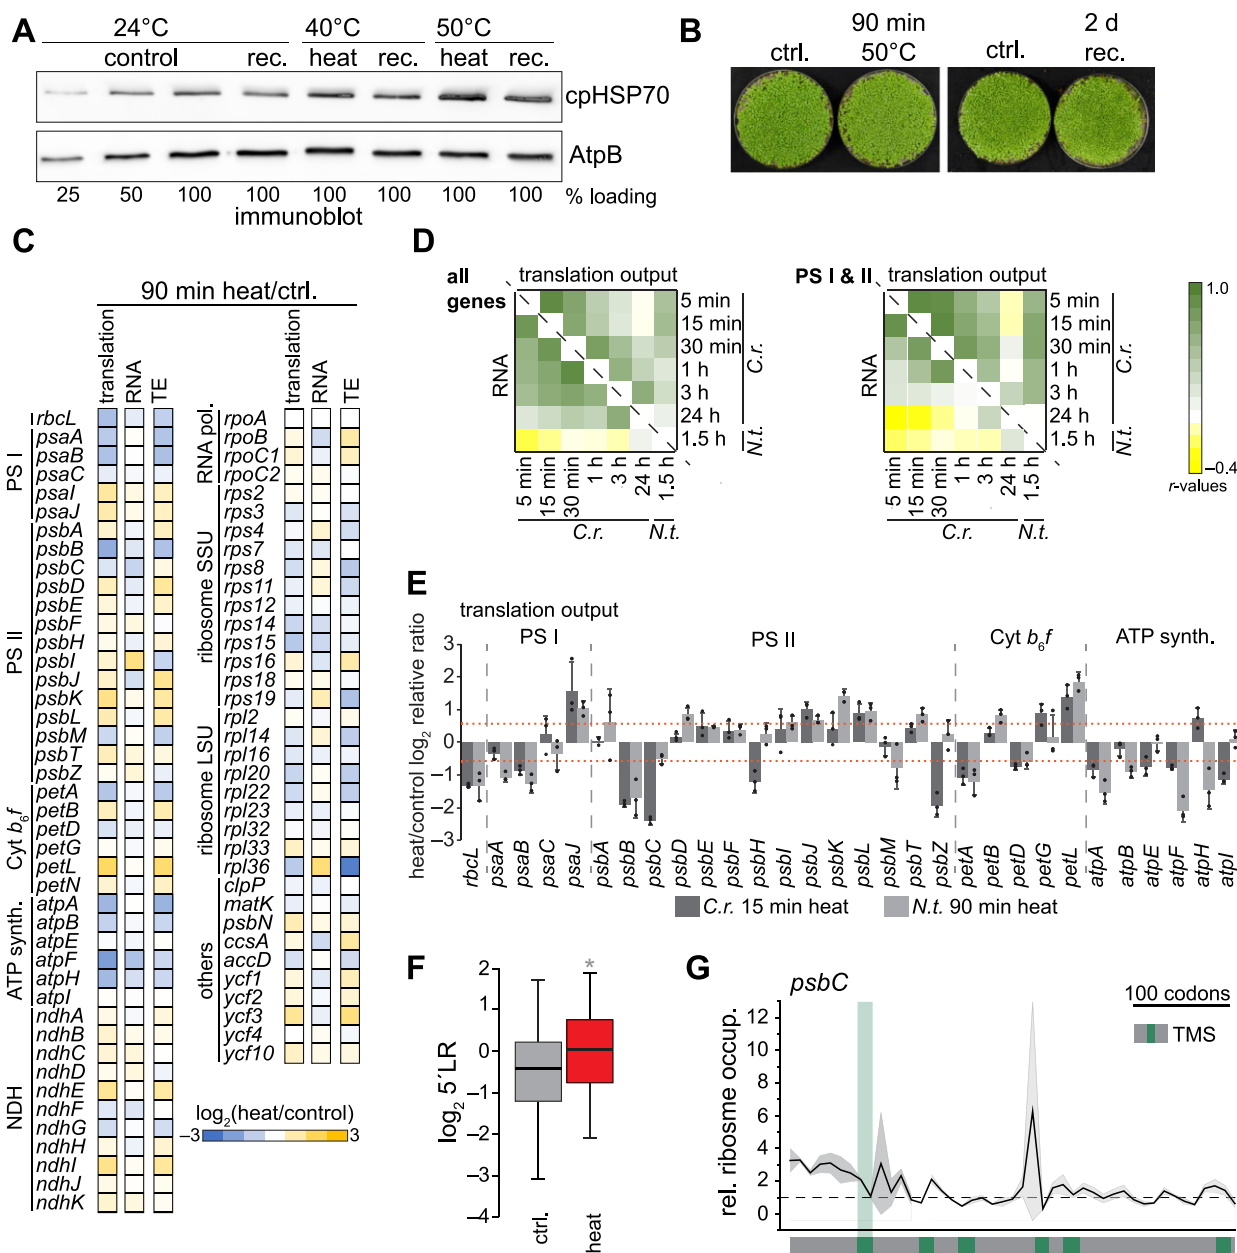 A
24°C 40°C 50°C
control rec. heat rec. heat rec.
cpHSP70
AtpB
25 50 100 100 100 100 100 100 % loading
immunoblot
B
ctrl. 90 min 50°C ctrl. 2 d rec.
C
90 min heat/ctrl.
translation RNA TE
rbcL
PS I
psaA
psaB
psaC
psaI
psaJ
PS II
psbA
psbB
psbC
psbD
psbE
psbF
psbH
psbI
psbJ
psbK
psbL
psbM
psbT
psbZ
Cyt b6f
petA
petB
petD
petG
petL
petN
ATP synth.
atpA
atpB
atpE
atpF
atpH
atpI
NDH
ndhA
ndhB
ndhC
ndhD
ndhE
ndhF
ndhG
ndhH
ndhI
ndhJ
ndhK
translation RNA TE
RNA pol.
rpoA
rpoB
rpoC1
rpoC2
ribosome SSU
rps2
rps3
rps4
rps7
rps8
rps11
rps12
rps14
rps15
rps16
rps18
rps19
ribosome LSU
rpl2
rpl14
rpl16
rpl20
rpl22
rpl23
rpl32
rpl33
rpl36
others
clpP
matK
psbN
ccsA
accD
ycf1
ycf2
ycf3
ycf4
ycf10
log2(heat/control)
−3 3
D
all genes
translation output
RNA
5 min
15 min
30 min
1 h
3 h
24 h
1.5 h
C.r.
N.t.
5 min 15 min 30 min 1 h 3 h 24 h 1.5 h
C.r. N.t.
PS I & II
translation output
RNA
5 min
15 min
30 min
1 h
3 h
24 h
1.5 h
C.r.
N.t.
5 min 15 min 30 min 1 h 3 h 24 h 1.5 h
C.r. N.t.
1.0
−0.4
r-values
E
translation output
PS I PS II Cyt b6f ATP synth.
heat/control log2 relative ratio
3
2
1
0
−1
−2
−3
rbcL psaA psaB psaC psaJ psbA psbB psbC psbD psbE psbF psbH psbI psbJ psbK psbL psbM psbT psbZ petA petB petD petG petL atpA atpB atpE atpF atpH atpI
C.r. 15 min heat N.t. 90 min heat
F
log2 5´LR
2
1
0
−1
−2
−3
−4
*
ctrl. heat
G
psbC
100 codons
TMS
rel. ribosme occup.
12
10
8
6
4
2
0